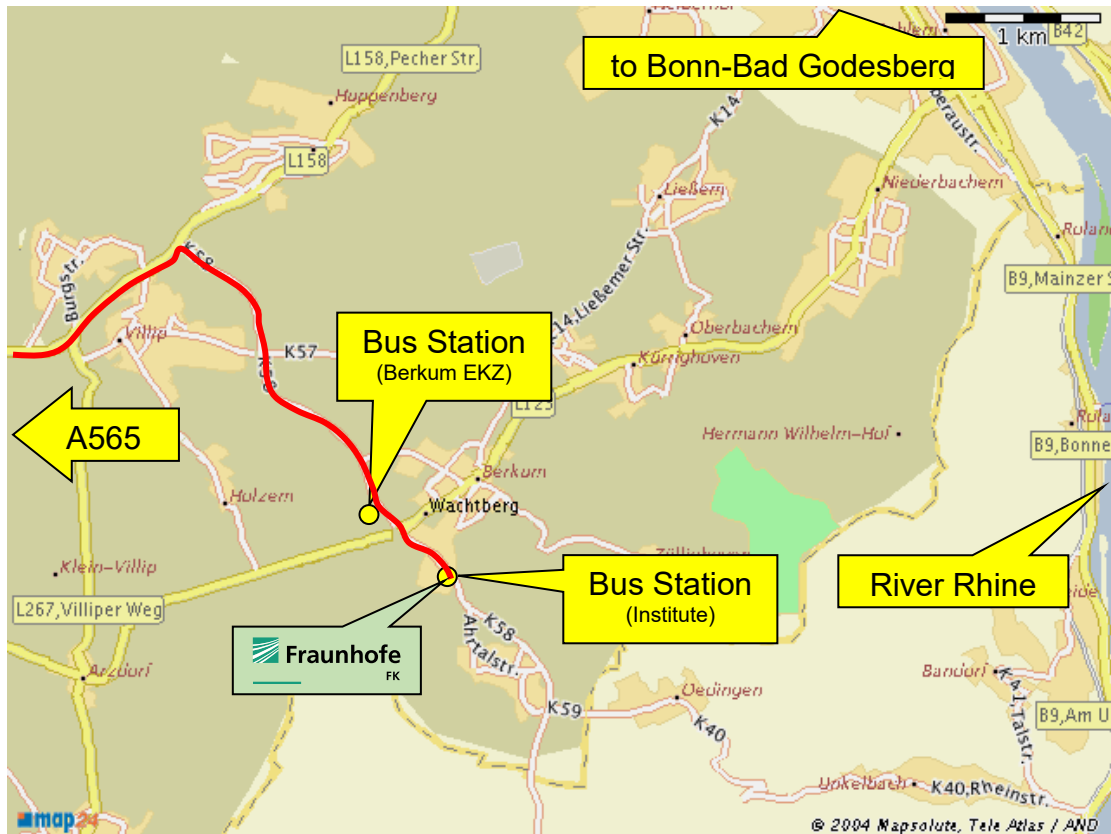 1 km
B42
to Bonn-Bad Godesberg
L158,Pecher Str.
K14
Huppenberg
L158
Ließem
Niederbachem
K58
Burgstr.
K14,Ließemer Str.
B9,Mainzer S
Villip
Oberbachem
K57
Bus Station
(Berkum EKZ)
Kürrighoven
L123
A565
Hermann Wilhelm-Hof
B9,Bonne
Berkum
Holzem
Wachtberg
Klein-Villip
Bus Station
(Institute)
River Rhine
L267,Villiper Weg
Fraunhofe
FK
K58
Ahrtalstr.
Arzdorf
Oedingen
Bandorf
K59
K40
K41,Talstr.
B9,Am U
Unkelbach
K40,Rheinstr.
map24
© 2004 Mapsolute, Tele Atlas / AND